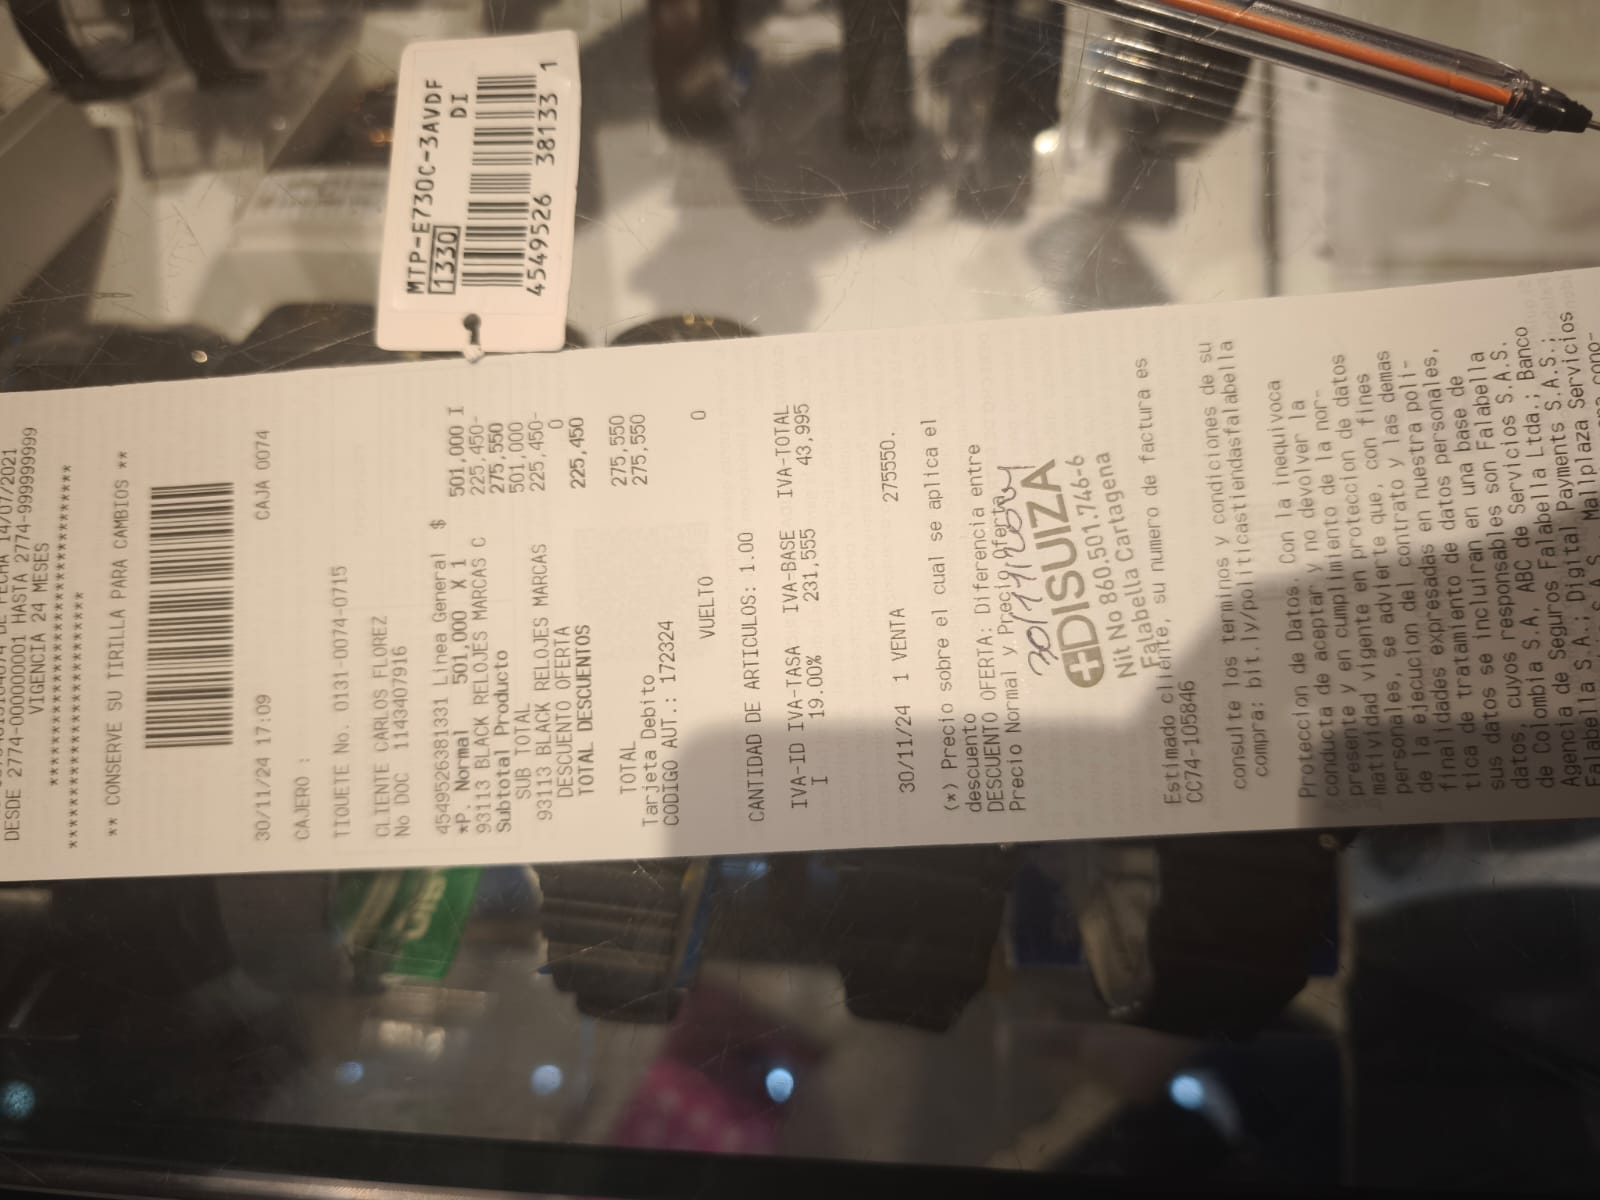 MTP-E730C-3AVDF
1330 DI
4549526 38133 1
DE FECHA 14/07/2021
DESDE 2774-000000001 HASTA 2774-999999999
VIGENCIA 24 MESES
** CONSERVE SU TIRILLA PARA CAMBIOS **
30/11/24 17:09 CAJA 0074
CAJERO :
TIQUETE No. 0131-0074-0715
CLIENTE CARLOS FLOREZ
No DOC 1143407916
4549526381331 Linea General $ 501,000 I
*P. Normal 501,000 X 1
93113 BLACK RELOJES MARCAS C 225,450-
Subtotal Producto 275,550
SUB TOTAL 501,000
93113 BLACK RELOJES MARCAS 225,450-
DESCUENTO OFERTA 0
TOTAL DESCUENTOS 225,450
TOTAL 275,550
Tarjeta Debito 275,550
CODIGO AUT.: 172324
VUELTO 0
CANTIDAD DE ARTICULOS: 1.00
IVA-ID IVA-TASA IVA-BASE IVA-TOTAL
I 19.00% 231,555 43,995
30/11/24 1 VENTA 275550.
(*) Precio sobre el cual se aplica el
descuento
DESCUENTO OFERTA: Diferencia entre
Precio Normal y Precio Oferta
30/11/2024
DISUIZA
Nit No 860.501.746-6
Falabella Cartagena
Estimado cliente, su numero de factura es
CC74-105846
consulte los terminos y condiciones de su
compra: bit.ly/politicastiendasfalabella
Proteccion de Datos. Con la inequivoca
conducta de aceptar y no devolver la
presente y en cumplimiento de la nor-
matividad vigente en proteccion de datos
personales, se advierte que, con fines
de la ejecucion del contrato y las demas
finalidades expresadas en nuestra poli-
tica de tratamiento de datos personales,
sus datos se incluiran en una base de
datos, cuyos responsables son Falabella
de Colombia S.A, ABC de Servicios S.A.S.
Agencia de Seguros Falabella Ltda.; Banco
Falabella S.A.; Digital Payments S.A.S.;
Mallplaza Servicios